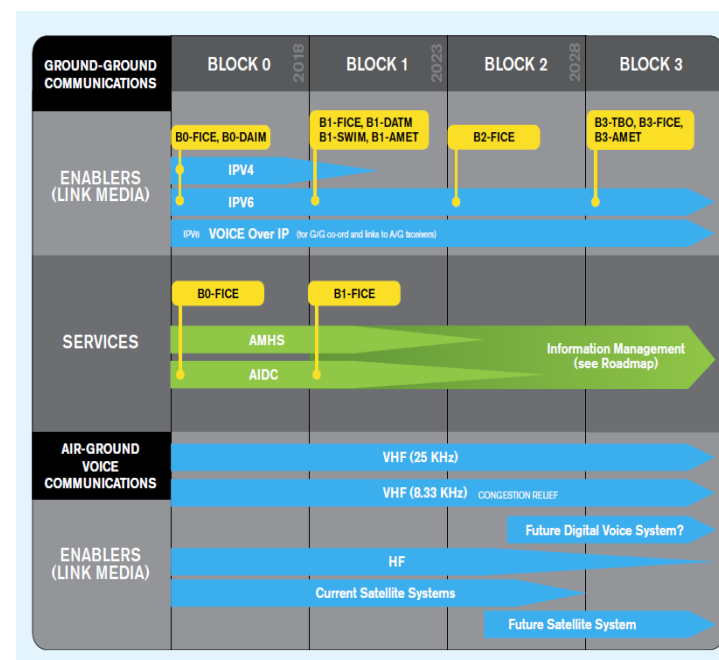 GROUND-GROUND
COMMUNICATIONS
BLOCK 0
2018
BLOCK 1
2023
BLOCK 2
2028
BLOCK 3
ENABLERS
(LINK MEDIA)
B0-FICE, B0-DAIM
B1-FICE, B1-DATM
B1-SWIM, B1-AMET
B2-FICE
B3-TBO, B3-FICE,
B3-AMET
IPV4
IPV6
IPV6 VOICE Over IP (for G/G co-ord and links to A/G txceivers)
SERVICES
B0-FICE
B1-FICE
AMHS
AIDC
Information Management
(see Roadmap)
AIR-GROUND
VOICE
COMMUNICATIONS
VHF (25 KHz)
VHF (8.33 KHz) CONGESTION RELIEF
Future Digital Voice System?
ENABLERS
(LINK MEDIA)
HF
Current Satellite Systems
Future Satellite System